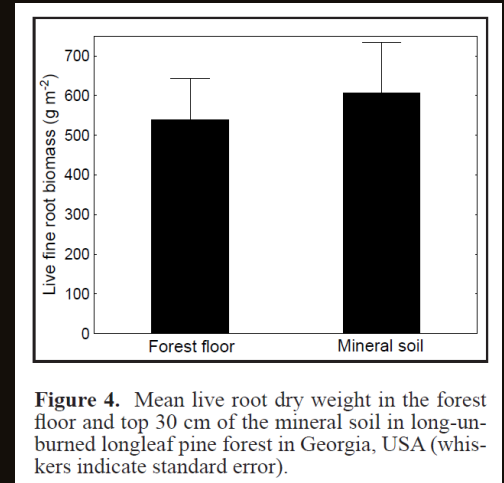 700
600
500
400
300
200
100
0
Live fine root biomass (g m-2)
Forest floor
Mineral soil
Figure 4. Mean live root dry weight in the forest
floor and top 30 cm of the mineral soil in long-un-
burned longleaf pine forest in Georgia, USA (whis-
kers indicate standard error).